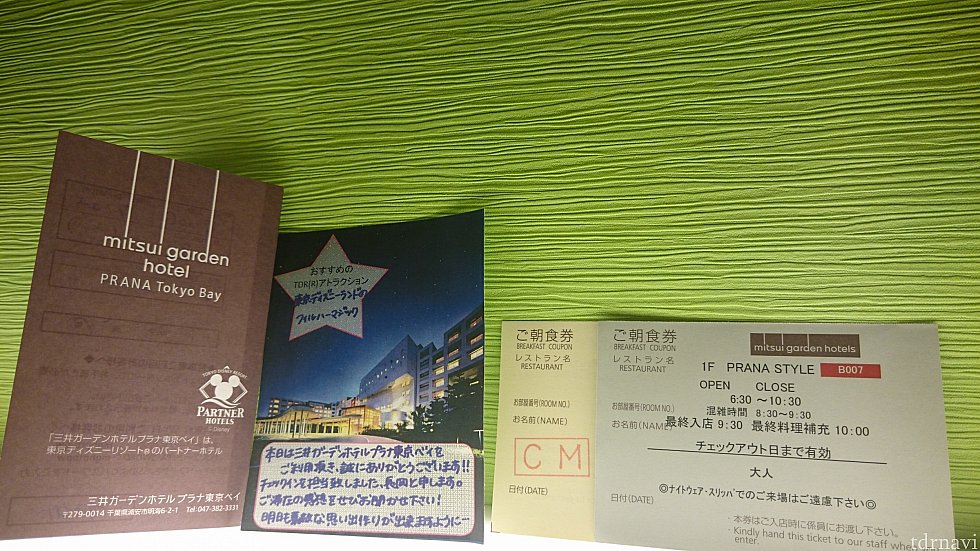 mitsui garden
hotel
PRANA Tokyo Bay
TOKYO DISNEY RESORT
PARTNER
HOTELS
© Disney
「三井ガーデンホテルプラナ東京ベイ」は、
東京ディズニーリゾート®のパートナーホテル
三井ガーデンホテル プラナ東京ベイ
〒279-0014 千葉県浦安市明海6-2-1 Tel:047-382-3331
おすすめの
TDR(R)アトラクション
東京ディズニーランドの
フィルハーマジック
本日は三井ガーデンホテルプラナ東京ベイを
ご利用頂き、誠にありがとうございます!!
チェックインを担当致しました、長岡と申します。
ご滞在の感想をぜひお聞かせ下さい!
明日も素敵な思い出作りが出来ますように…
ご朝食券
BREAKFAST COUPON
レストラン名
RESTAURANT
お部屋番号(ROOM NO.)
お名前(NAME)
CM
日付(DATE)
ご朝食券
BREAKFAST COUPON
レストラン名
RESTAURANT
mitsui garden hotels
1F PRANA STYLE B007
OPEN CLOSE
6:30 ～10:30
お部屋番号(ROOM NO.)
混雑時間 8:30～9:30
お名前(NAME)
最終入店 9:30 最終料理補充 10:00
チェックアウト日まで有効
大人
◎ナイトウェア・スリッパでのご来場はご遠慮下さい◎
日付(DATE)
・本券はご入店時に係員にお渡し下さい。
・Kindly hand this ticket to our staff when
enter.
tdrnavi